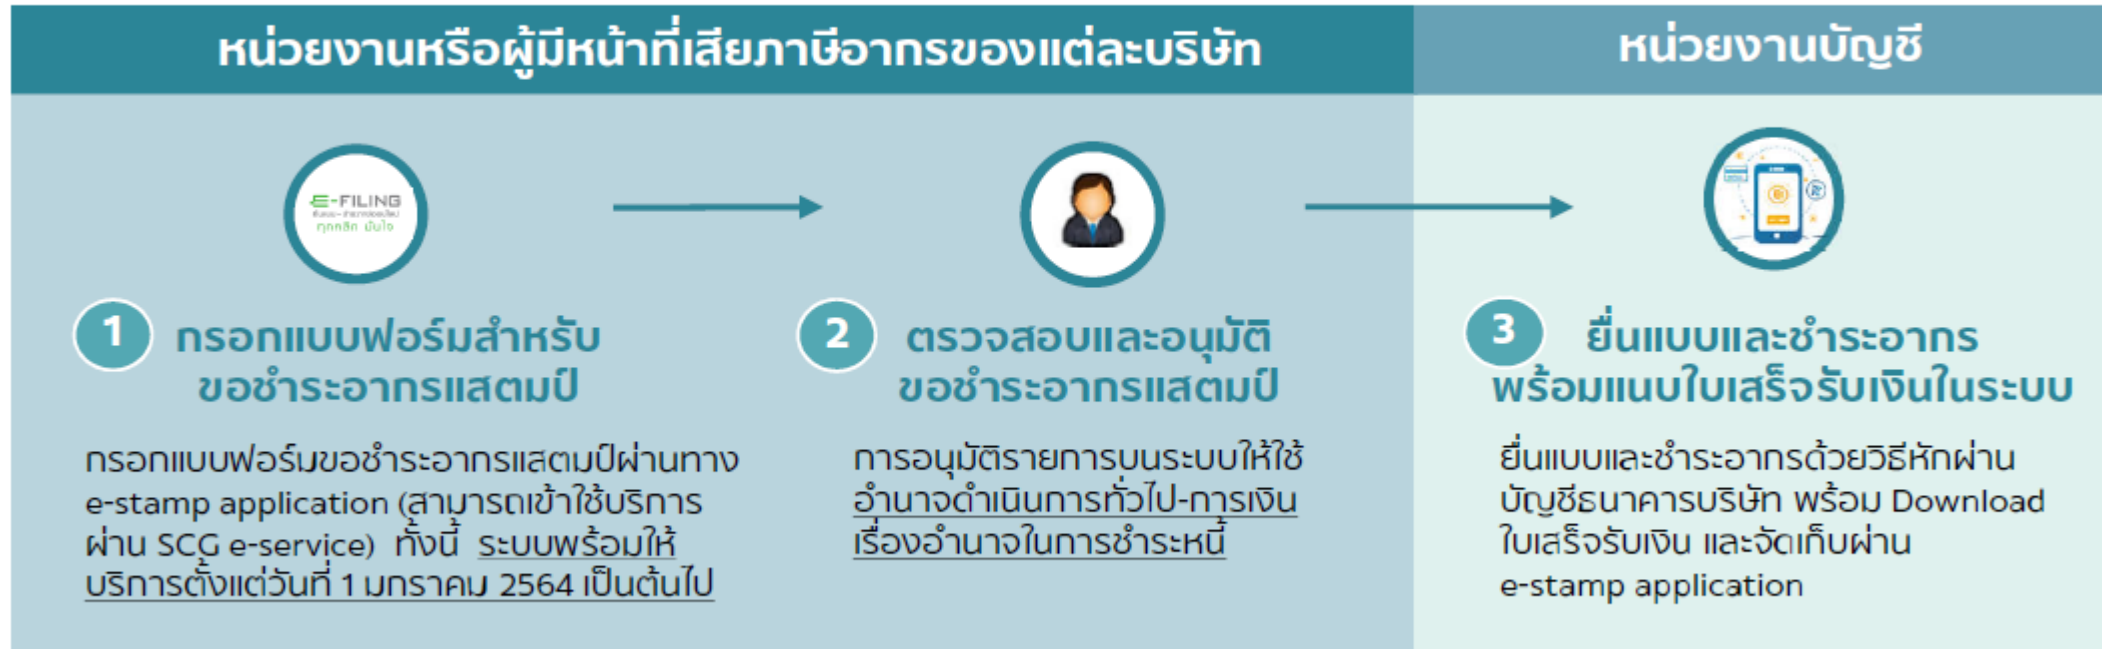 หน่วยงานหรือผู้มีหน้าที่เสียภาษีอากรของแต่ละบริษัท
หน่วยงานบัญชี
E-FILING
ทุกคลิก มั่นใจ
1
กรอกแบบฟอร์มสำหรับ
ขอชำระอากรแสตมป์
กรอกแบบฟอร์มขอชำระอากรแสตมป์ผ่านทาง
e-stamp application (สามารถเข้าใช้บริการ
ผ่าน SCG e-service) ทั้งนี้ ระบบพร้อมให้
บริการตั้งแต่วันที่ 1 มกราคม 2564 เป็นต้นไป
2
ตรวจสอบและอนุมัติ
ขอชำระอากรแสตมป์
การอนุมัติรายการบนระบบให้ใช้
อำนาจดำเนินการทั่วไป-การเงิน
เรื่องอำนาจในการชำระหนี้
3
ยื่นแบบและชำระอากร
พร้อมแนบใบเสร็จรับเงินในระบบ
ยื่นแบบและชำระอากรด้วยวิธีหักผ่าน
บัญชีธนาคารบริษัท พร้อม Download
ใบเสร็จรับเงิน และจัดเก็บผ่าน
e-stamp application